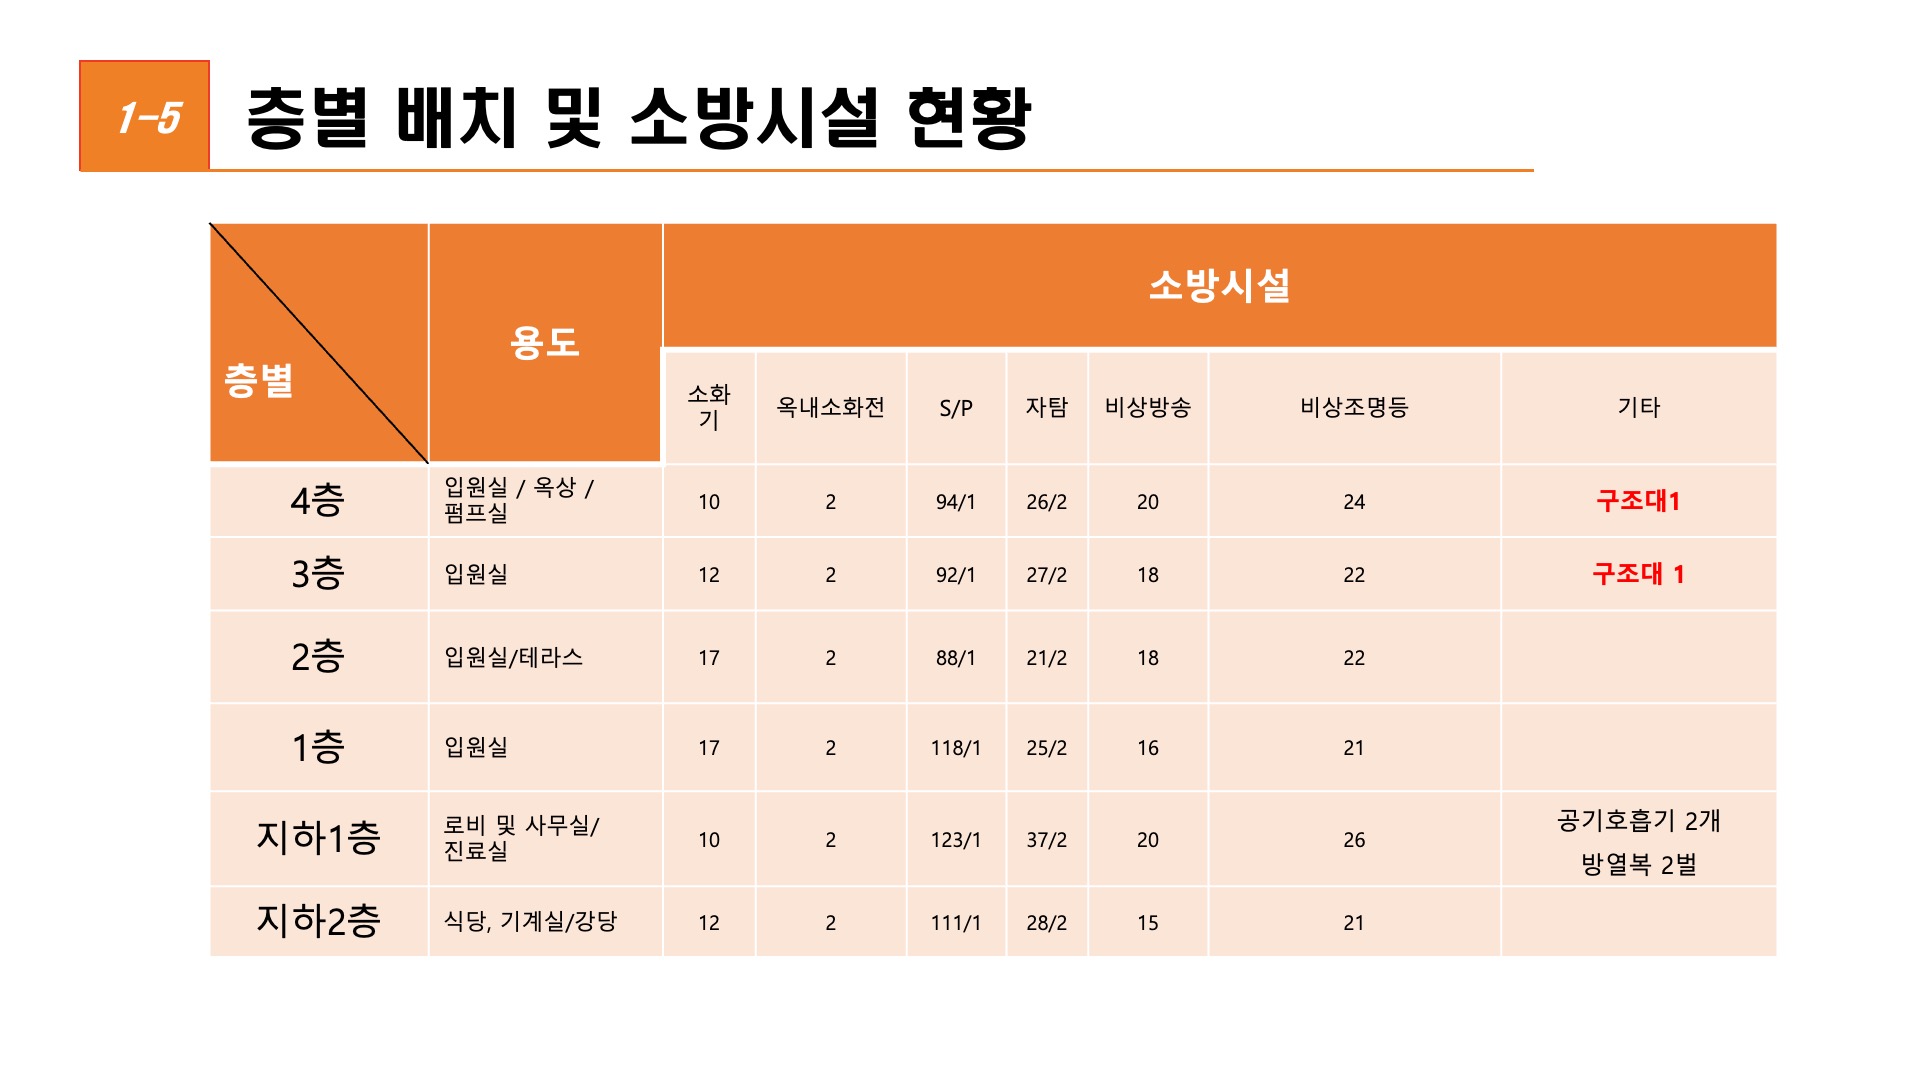 1-5
층별 배치 및 소방시설 현황
층별
용도
소방시설
소화
기
옥내소화전
S/P
자탐
비상방송
비상조명등
기타
4층
입원실 / 옥상 /
펌프실
10
2
94/1
26/2
20
24
구조대1
3층
입원실
12
2
92/1
27/2
18
22
구조대 1
2층
입원실/테라스
17
2
88/1
21/2
18
22
1층
입원실
17
2
118/1
25/2
16
21
지하1층
로비 및 사무실/
진료실
10
2
123/1
37/2
20
26
공기호흡기 2개
방열복 2벌
지하2층
식당, 기계실/강당
12
2
111/1
28/2
15
21